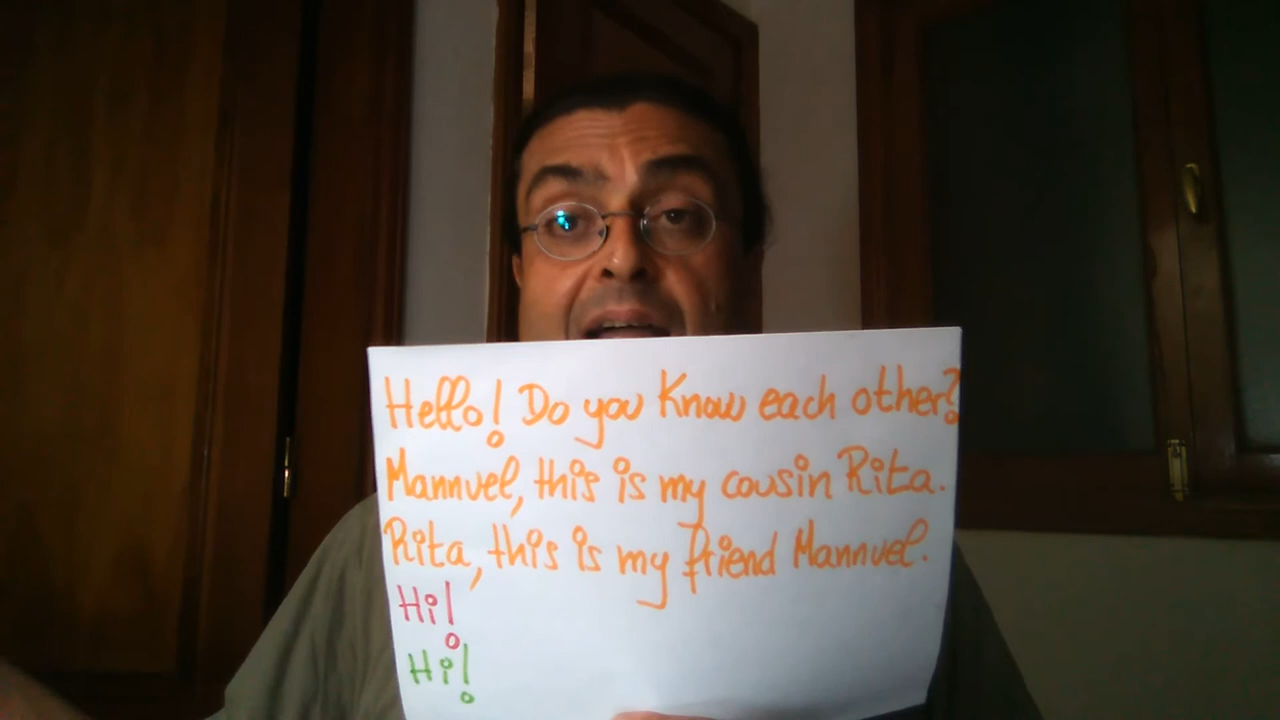 Hello! Do you know each other?
Mannuel, this is my cousin Rita.
Rita, this is my friend Mannuel.
Hi!
Hi!